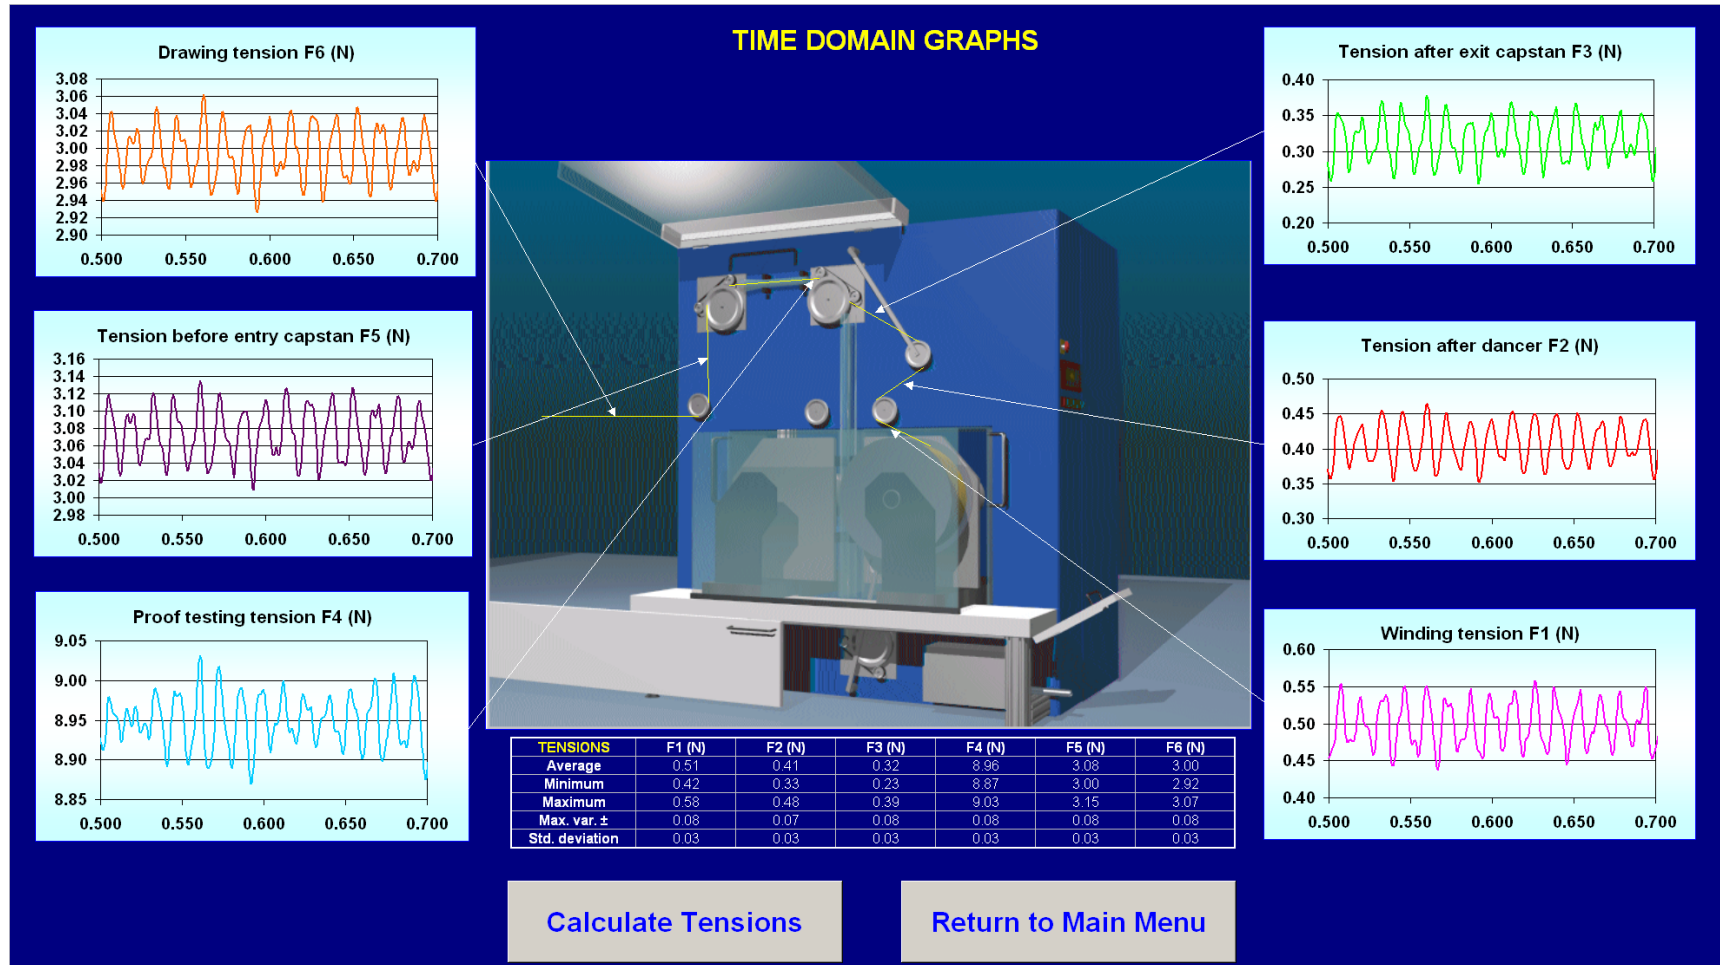 TIME DOMAIN GRAPHS
Drawing tension F6 (N)
3.08
3.06
3.04
3.02
3.00
2.98
2.96
2.94
2.92
2.90
0.500 0.550 0.600 0.650 0.700
Tension before entry capstan F5 (N)
3.16
3.14
3.12
3.10
3.08
3.06
3.04
3.02
3.00
2.98
0.500 0.550 0.600 0.650 0.700
Proof testing tension F4 (N)
9.05
9.00
8.95
8.90
8.85
0.500 0.550 0.600 0.650 0.700
Tension after exit capstan F3 (N)
0.40
0.35
0.30
0.25
0.20
0.500 0.550 0.600 0.650 0.700
Tension after dancer F2 (N)
0.50
0.45
0.40
0.35
0.30
0.500 0.550 0.600 0.650 0.700
Winding tension F1 (N)
0.60
0.55
0.50
0.45
0.40
0.500 0.550 0.600 0.650 0.700
TENSIONS F1 (N) F2 (N) F3 (N) F4 (N) F5 (N) F6 (N)
Average 0.51 0.41 0.32 8.96 3.08 3.00
Minimum 0.42 0.33 0.23 8.87 3.00 2.92
Maximum 0.58 0.48 0.39 9.03 3.15 3.07
Max. var. ± 0.08 0.07 0.08 0.08 0.08 0.08
Std. deviation 0.03 0.03 0.03 0.03 0.03 0.03
Calculate Tensions
Return to Main Menu